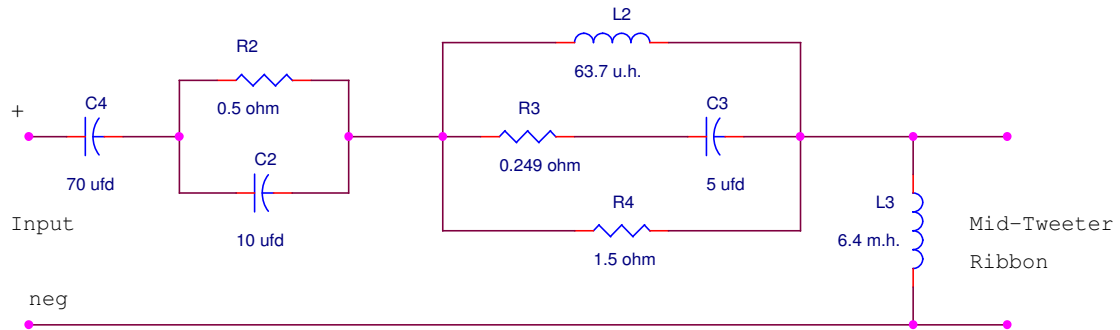 L2
63.7 u.h.
R2
0.5 ohm
+
C4
70 ufd
C2
10 ufd
R3
0.249 ohm
C3
5 ufd
R4
1.5 ohm
L3
6.4 m.h.
Input
neg
Mid-Tweeter
Ribbon